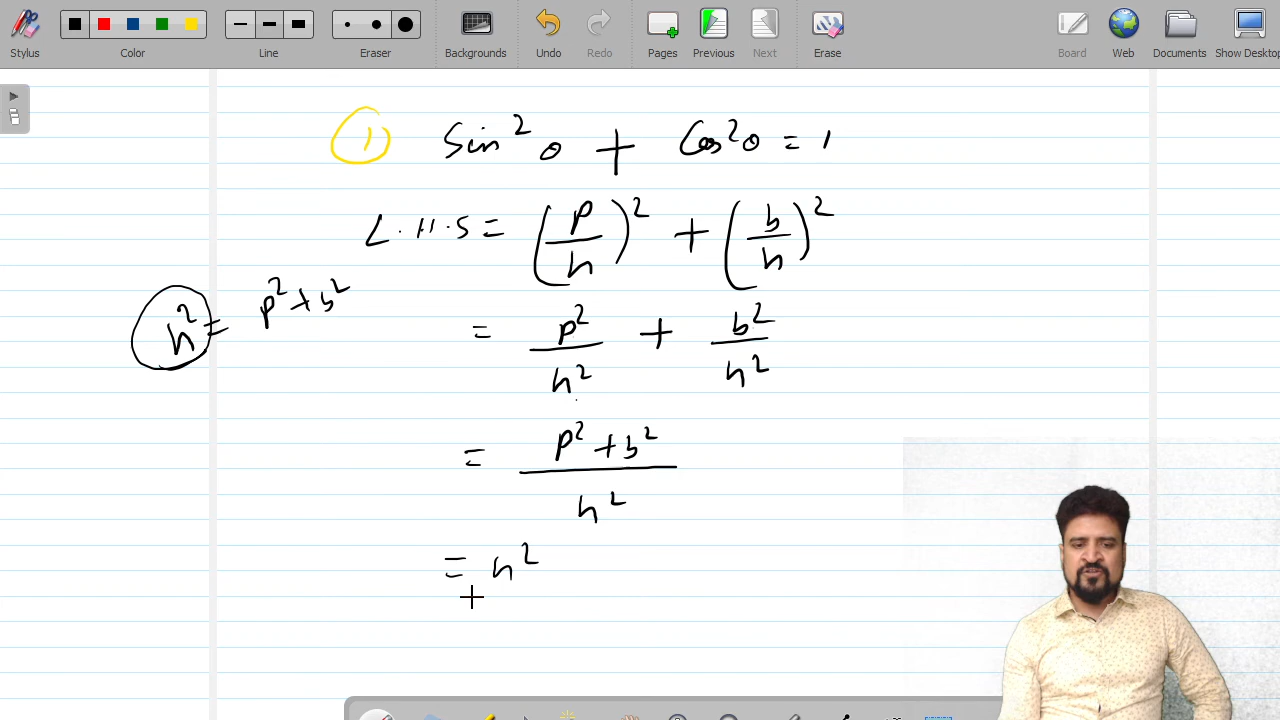 Stylus Color Line Eraser Backgrounds Undo Redo Pages Previous Next Erase Board Web Documents Show Deskto
1) Sin²θ + Cos²θ = 1
L.H.S = (p/h)² + (b/h)²
h² = p² + b²
= p²/h² + b²/h²
= p² + b²/h²
= h²